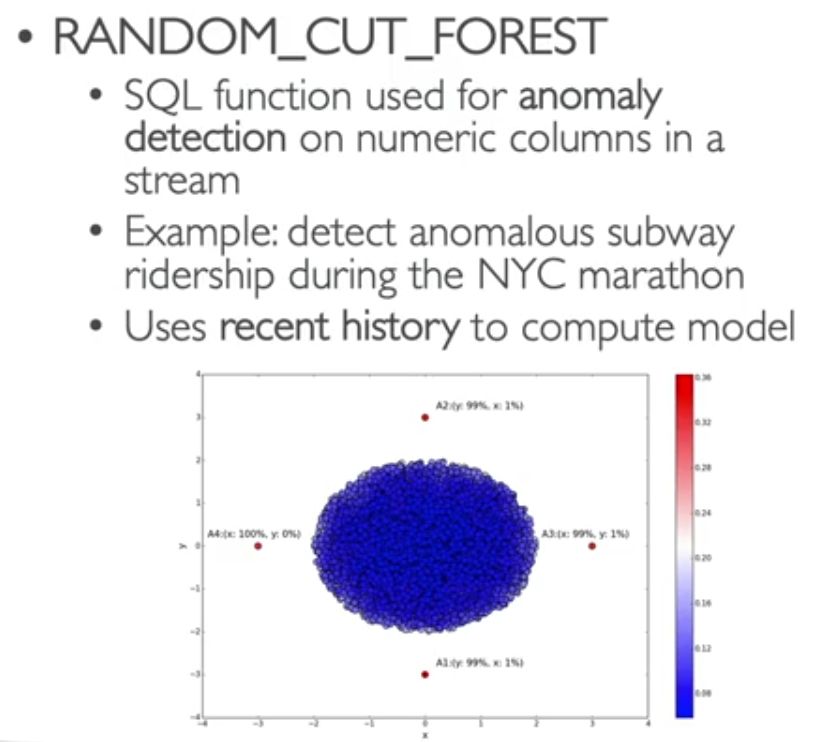 • RANDOM_CUT_FOREST
• SQL function used for anomaly
detection on numeric columns in a
stream
• Example: detect anomalous subway
ridership during the NYC marathon
• Uses recent history to compute model
4
3
2
1
0
−1
−2
−3
−4
y
A2:(y: 99%, x: 1%)
A4:(x: 100%, y: 0%)
A3:(x: 99%, y: 1%)
A1:(y: 99%, x: 1%)
−4 −3 −2 −1 0 1 2 3 4
x
0.36
0.32
0.28
0.24
0.20
0.16
0.12
0.08